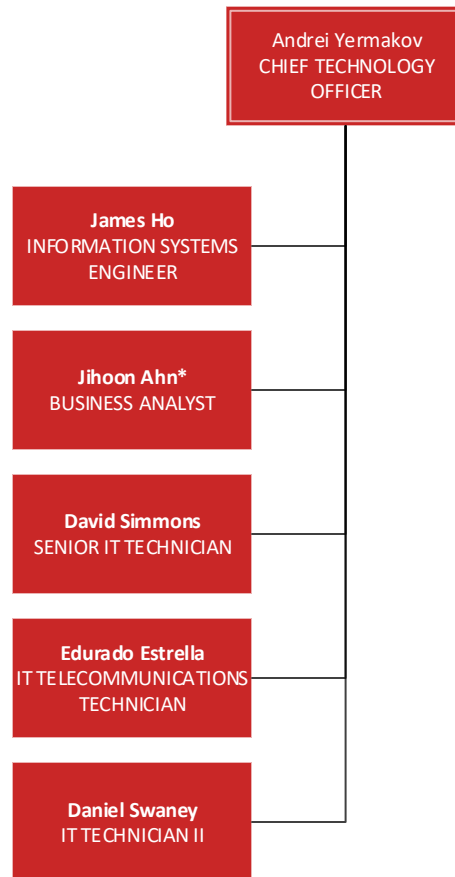 Andrei Yermakov
CHIEF TECHNOLOGY
OFFICER
James Ho
INFORMATION SYSTEMS
ENGINEER
Jihoon Ahn*
BUSINESS ANALYST
David Simmons
SENIOR IT TECHNICIAN
Edurado Estrella
IT TELECOMMUNICATIONS
TECHNICIAN
Daniel Swaney
IT TECHNICIAN II